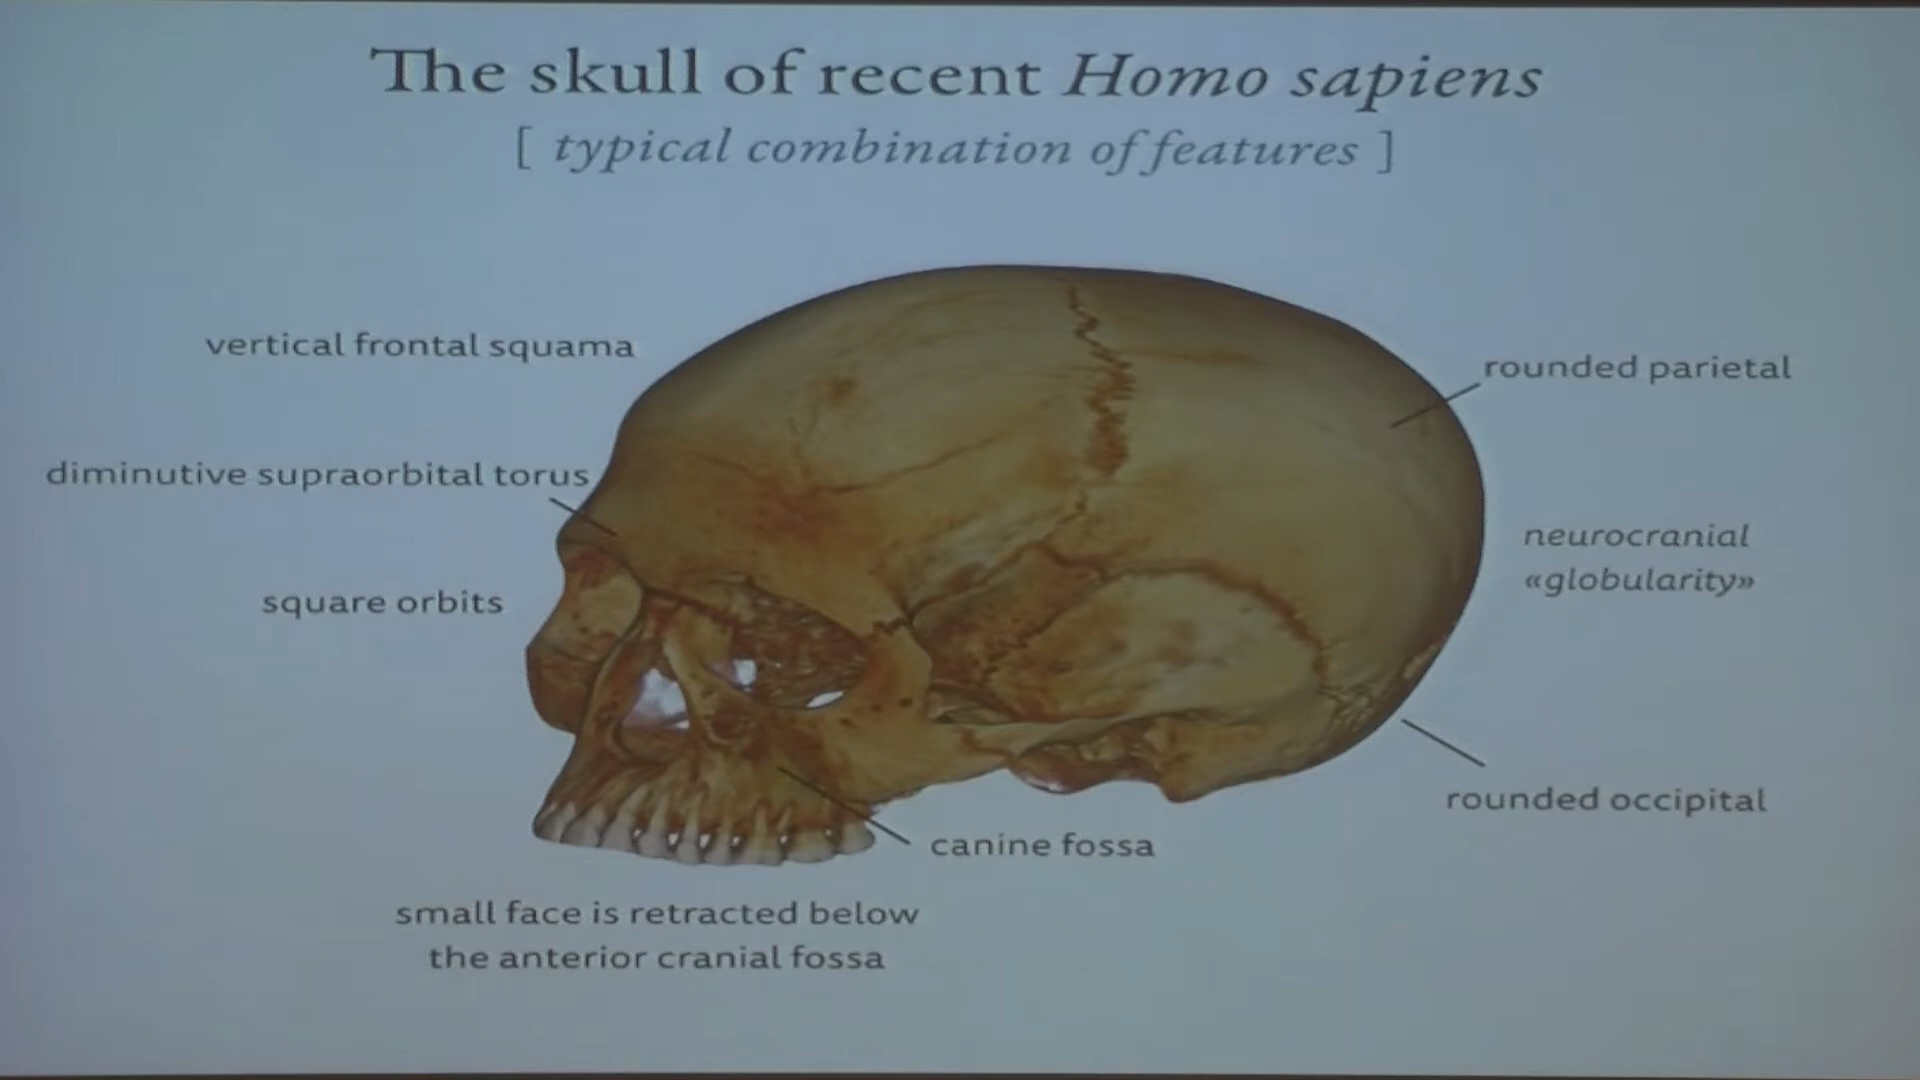 The skull of recent Homo sapiens
[ typical combination of features ]
vertical frontal squama
rounded parietal
diminutive supraorbital torus
neurocranial
«globularity»
square orbits
rounded occipital
canine fossa
small face is retracted below
the anterior cranial fossa